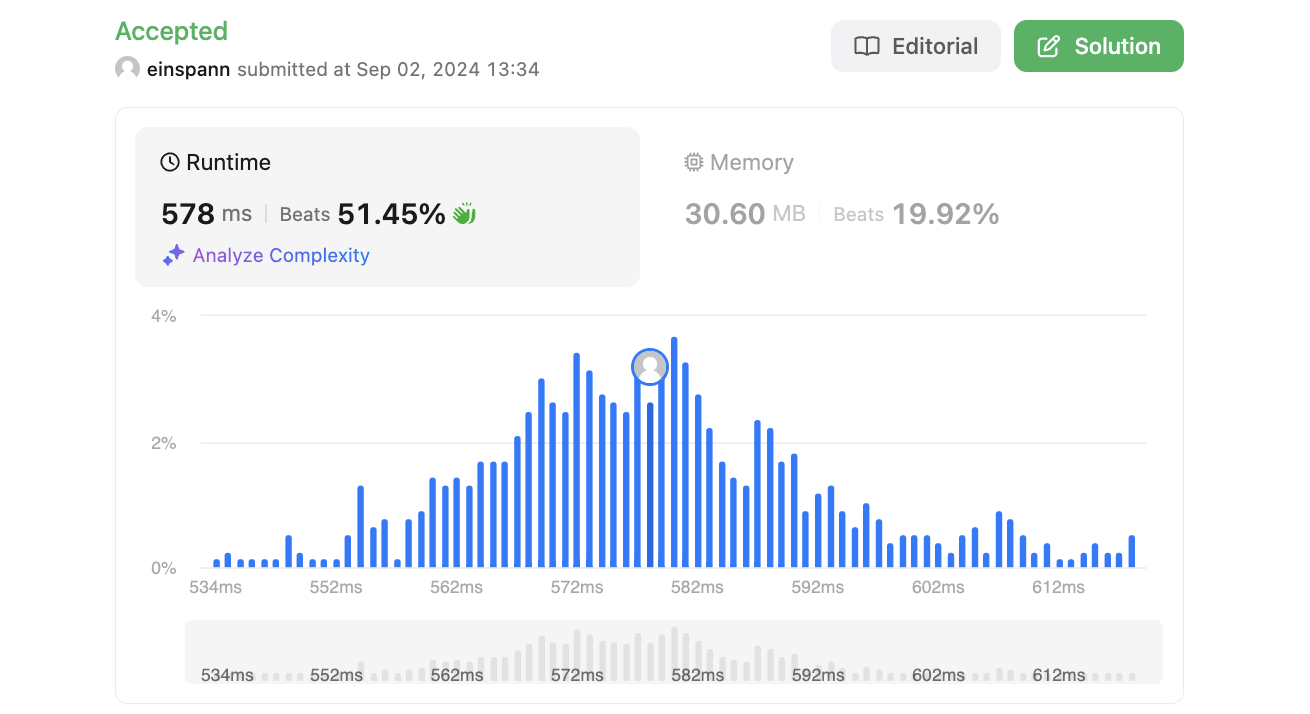 Accepted
einspann submitted at Sep 02, 2024 13:34
Editorial
Solution
Runtime
578 ms Beats 51.45%
Analyze Complexity
Memory
30.60 MB Beats 19.92%
4%
2%
0%
534ms 552ms 562ms 572ms 582ms 592ms 602ms 612ms
534ms 552ms 562ms 572ms 582ms 592ms 602ms 612ms